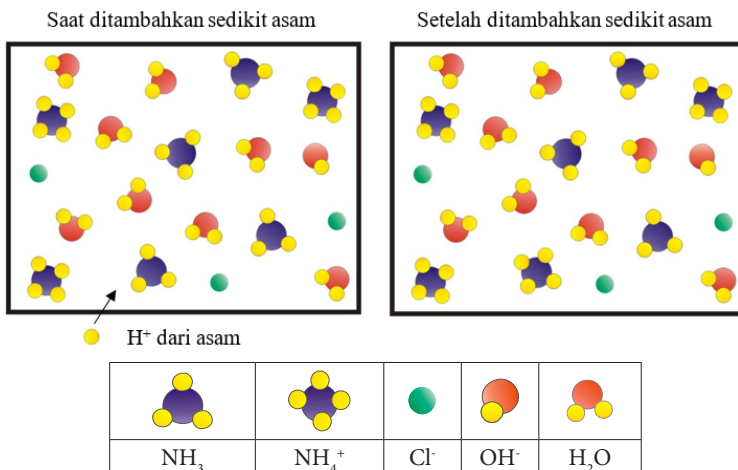 Saat ditambahkan sedikit asam
Setelah ditambahkan sedikit asam
H⁺ dari asam
NH₃ NH₄⁺ Cl⁻ OH⁻ H₂O